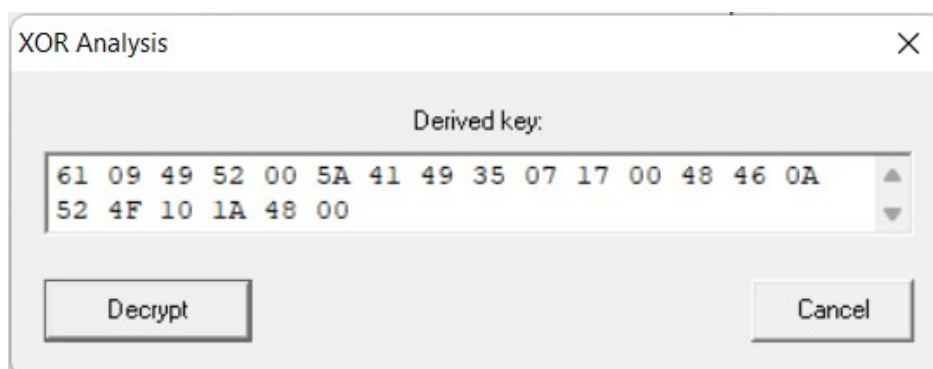 XOR Analysis
Derived key:
61 09 49 52 00 5A 41 49 35 07 17 00 48 46 0A
52 4F 10 1A 48 00
Decrypt
Cancel